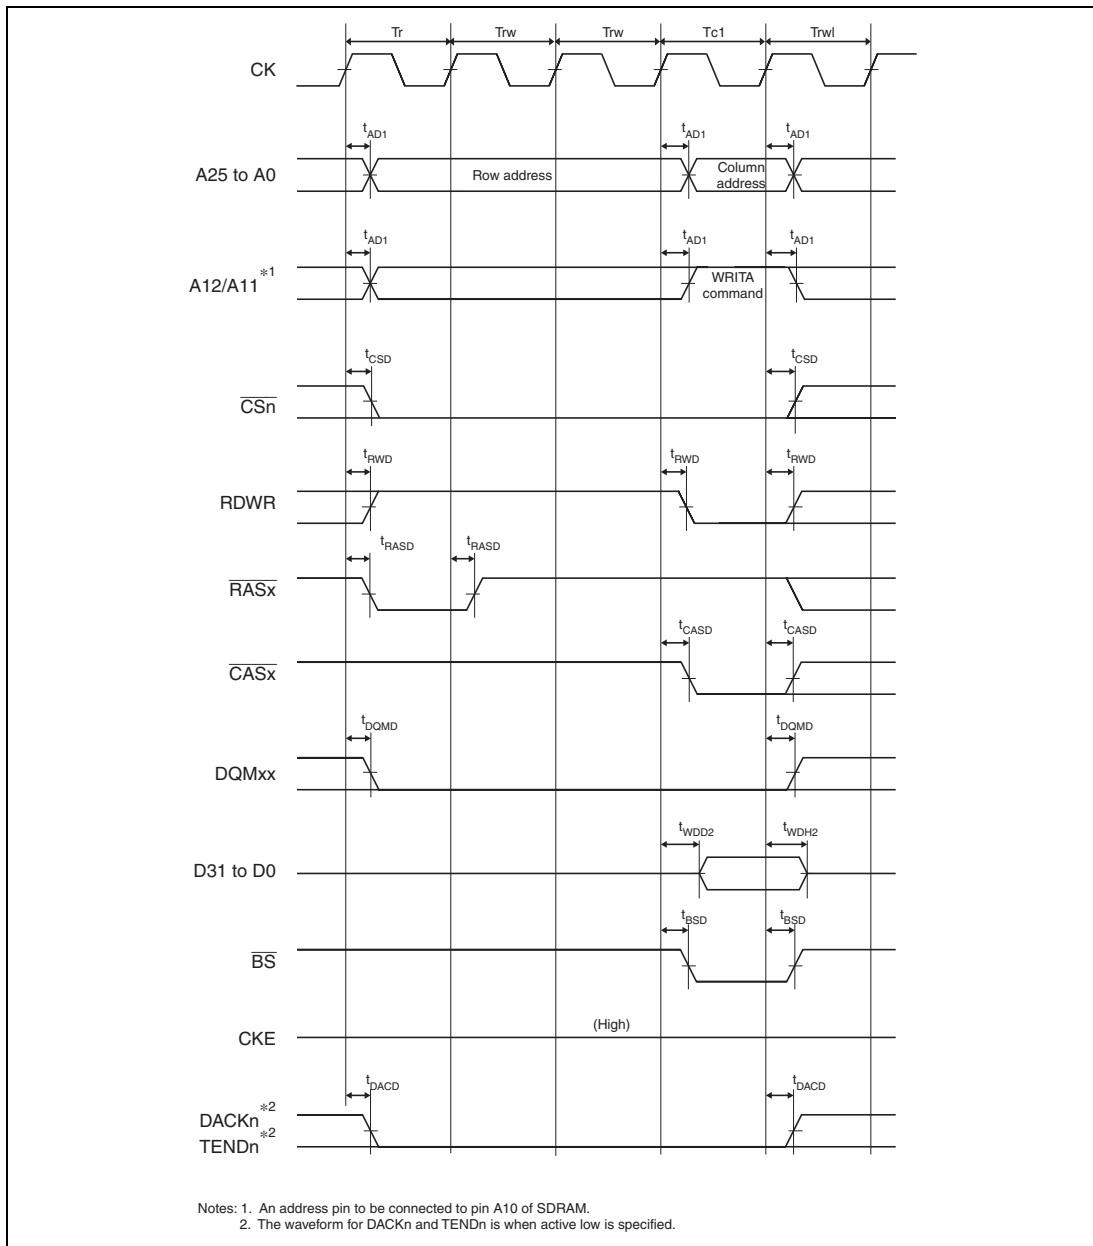 Tr Trw Trw Tc1 Trwl
CK
tAD1 tAD1 tAD1
A25 to A0 Row address Column address
tAD1 tAD1 tAD1
A12/A11*1 WRITA command
tCSD tCSD
CSn
tRWD tRWD tRWD
RDWR
tRASD tRASD
RASx
tCASD tCASD
CASx
tDQMD tDQMD
DQMxx
tWDD2 tWDH2
D31 to D0
tBSD tBSD
BS
(High)
CKE
tDACD tDACD
DACKn*2
TENDn*2
Notes: 1. An address pin to be connected to pin A10 of SDRAM.
2. The waveform for DACKn and TENDn is when active low is specified.